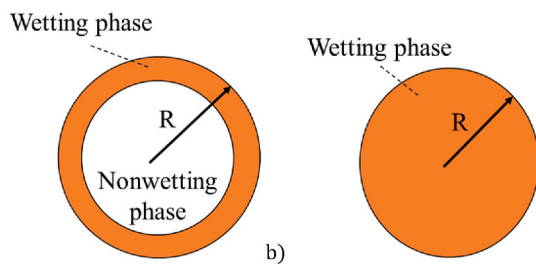 Wetting phase
R
Nonwetting
phase
b)
Wetting phase
R